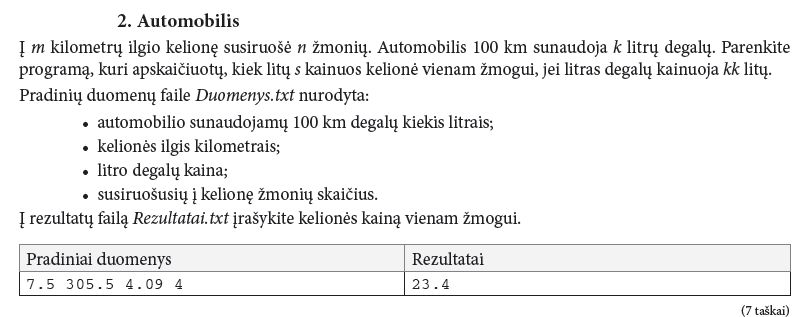 2. Automobilis
Į m kilometrų ilgio kelionę susiruošė n žmonių. Automobilis 100 km sunaudoja k litrų degalų. Parenkite
programą, kuri apskaičiuotų, kiek litų s kainuos kelionė vienam žmogui, jei litras degalų kainuoja kk litų.
Pradinių duomenų faile Duomenys.txt nurodyta:
• automobilio sunaudojamų 100 km degalų kiekis litrais;
• kelionės ilgis kilometrais;
• litro degalų kaina;
• susiruošusių į kelionę žmonių skaičius.
Į rezultatų failą Rezultatai.txt įrašykite kelionės kainą vienam žmogui.
Pradiniai duomenys Rezultatai
7.5 305.5 4.09 4 23.4
(7 taškai)